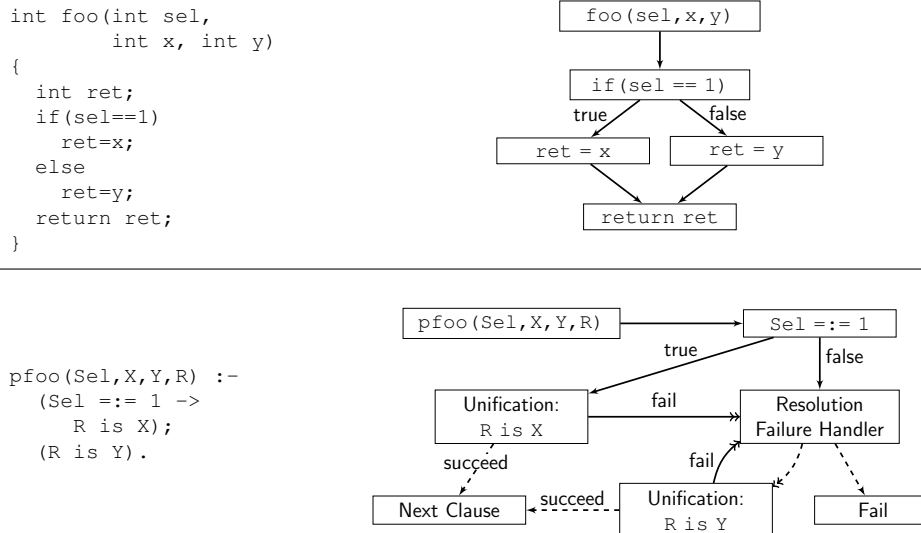 int foo(int sel,
int x, int y)
{
int ret;
if(sel==1)
ret=x;
else
ret=y;
return ret;
}
foo(sel,x,y)
if(sel == 1)
true
false
ret = x
ret = y
return ret
pfoo(Sel,X,Y,R) :-
(Sel =:= 1 ->
R is X);
(R is Y).
pfoo(Sel,X,Y,R)
Sel =:= 1
true
false
Unification:
R is X
fail
Resolution
Failure Handler
succeed
fail
Next Clause
succeed
Unification:
R is Y
Fail